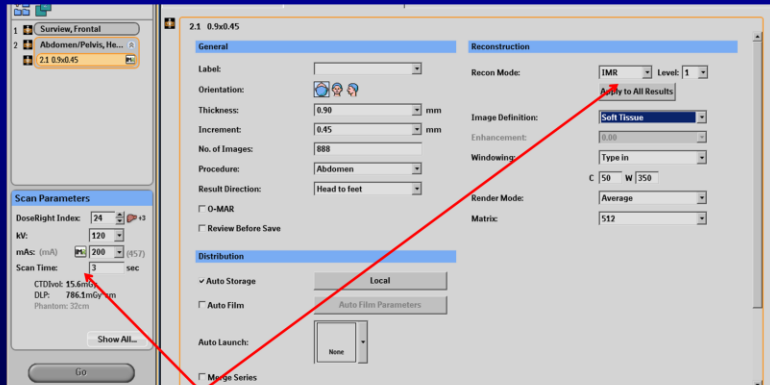 1 Surview, Frontal
2 Abdomen/Pelvis, He...
2.1 0.9x0.45
Scan Parameters
DoseRight Index: 24 +3
kV: 120
mAs: (mA) 200 (457)
Scan Time: 3 sec
CTDIvol: 15.6mGy
DLP: 786.1mGy*cm
Phantom: 32cm
Show All...
Go
2.1 0.9x0.45
General
Label:
Orientation:
Thickness: 0.90 mm
Increment: 0.45 mm
No. of Images: 888
Procedure: Abdomen
Result Direction: Head to feet
O-MAR
Review Before Save
Distribution
Auto Storage Local
Auto Film Auto Film Parameters
Auto Launch: None
Merge Series
Reconstruction
Recon Mode: IMR Level: 1
Apply to All Results
Image Definition: Soft Tissue
Enhancement: 0.00
Windowing: Type in
C 50 W 350
Render Mode: Average
Matrix: 512